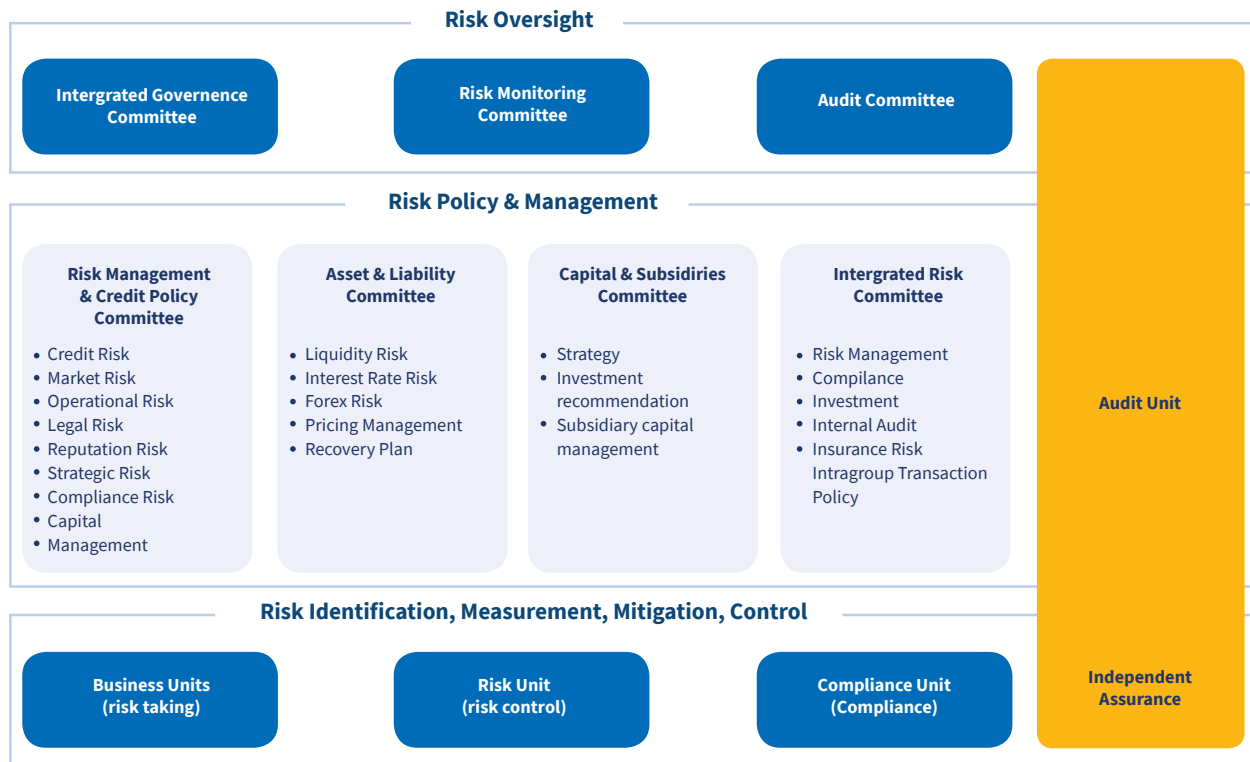 Risk Oversight
Intergrated Governence
Committee
Risk Monitoring
Committee
Audit Committee
Risk Policy & Management
Risk Management
& Credit Policy
Committee
• Credit Risk
• Market Risk
• Operational Risk
• Legal Risk
• Reputation Risk
• Strategic Risk
• Compliance Risk
• Capital
• Management
Asset & Liability
Committee
• Liquidity Risk
• Interest Rate Risk
• Forex Risk
• Pricing Management
• Recovery Plan
Capital & Subsidiries
Committee
• Strategy
• Investment
recommendation
• Subsidiary capital
management
Intergrated Risk
Committee
• Risk Management
• Compilance
• Investment
• Internal Audit
• Insurance Risk
Intragroup Transaction
Policy
Audit Unit
Risk Identification, Measurement, Mitigation, Control
Business Units
(risk taking)
Risk Unit
(risk control)
Compliance Unit
(Compliance)
Independent
Assurance